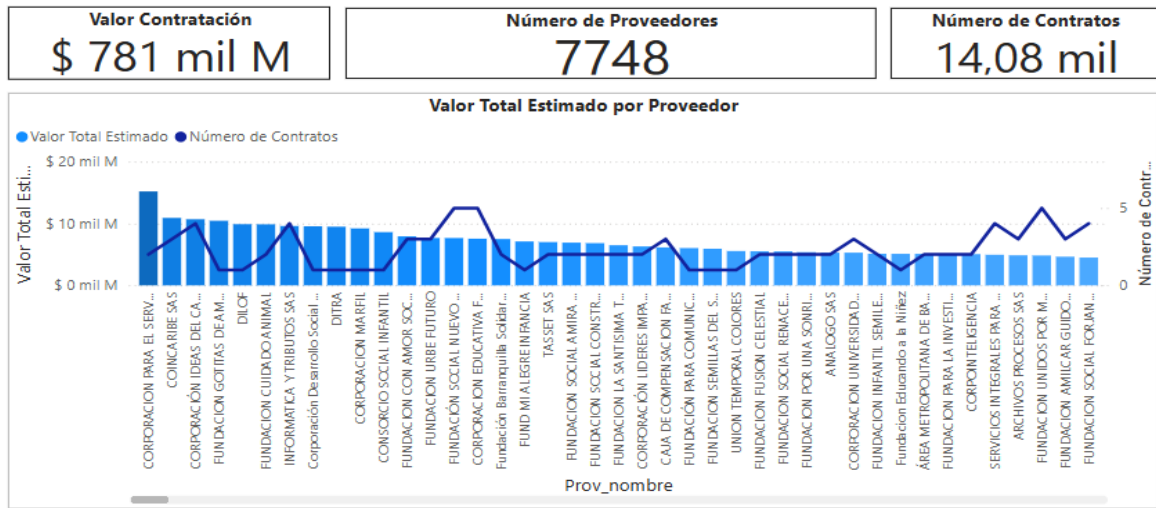 Valor Contratación
$ 781 mil M
Número de Proveedores
7748
Número de Contratos
14,08 mil
Valor Total Estimado por Proveedor
Valor Total Estimado
Número de Contratos
Valor Total Esti...
$ 20 mil M
$ 10 mil M
$ 0 mil M
5
0
Número de Contr...
CORPORACION PARA EL SERV...
COINCARIBE SAS
CORPORACIÓN IDEAS DEL CA...
FUNDACION GOTITAS DE AM...
DILOF
FUNDACION CUIDADO ANIMAL
INFORMATICA Y TRIBUTOS SAS
Corporación Desarrollo Social ...
DITRA
CORPORACION MARFIL
CONSORCIO SOCIAL INFANTIL
FUNDACION CON AMOR SOC...
FUNDACION URBE FUTURO
FUNDACIÓN SOCIAL NUEVO ...
CORPORACION EDUCATIVA F...
Fundación Barranquilla Solidar...
FUND MI ALEGRE INFANCIA
TASSET SAS
FUNDACION SOCIAL AMIRA ...
FUNDACION SOCIAL CONSTR...
FUNDACION LA SANTISIMA T...
CORPORACIÓN LIDERES IMPA...
CAJA DE COMPENSACION FA...
FUNDACIÓN PARA COMUNIC...
FUNDACION SEMILLAS DEL S...
UNION TEMPORAL COLORES
FUNDACION FUSION CELESTIAL
FUNDACION SOCIAL RENACE...
FUNDACION POR UNA SONRI...
ANALOGO SAS
CORPORACION UNIVERSIDAD...
FUNDACION INFANTIL SEMILLE...
Fundacion Educando a la Niñez
ÁREA METROPOLITANA DE BA...
FUNDACION PARA LA INVESTI...
CORPOINTELIGENCIA
SERVICIOS INTEGRALES PARA ...
ARCHIVOS PROCESOS SAS
FUNDACION UNIDOS POR M...
FUNDACION AMILCAR GUIDO...
FUNDACION SOCIAL FORJAN...
Prov_nombre